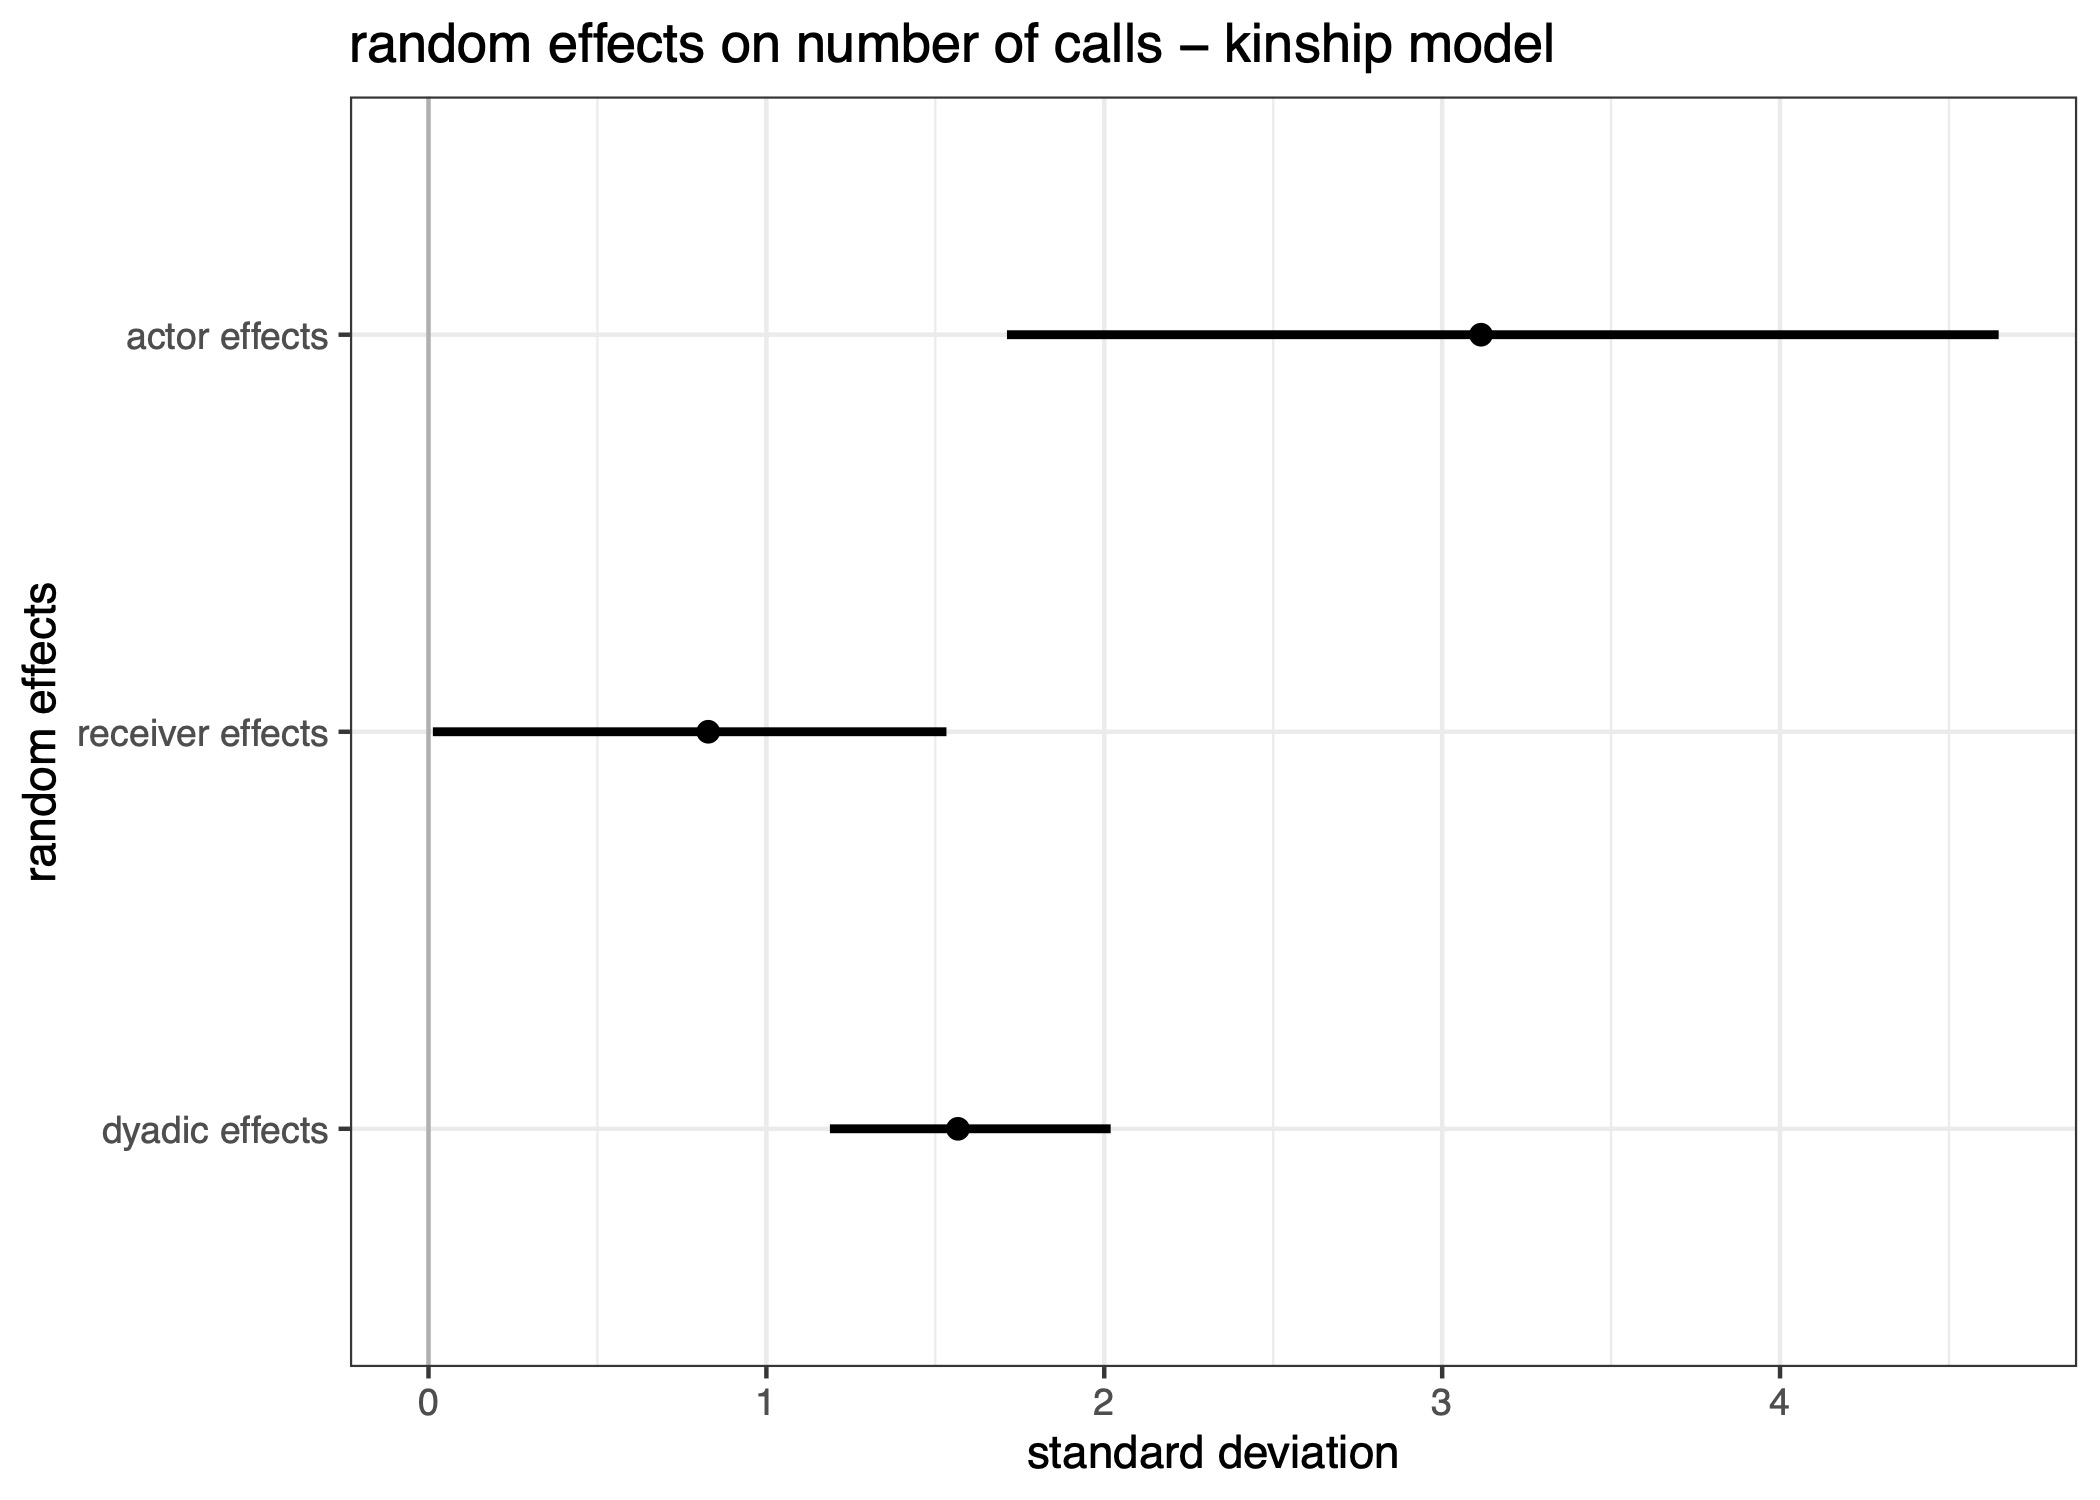 random effects on number of calls – kinship model
random effects
actor effects
receiver effects
dyadic effects
0 1 2 3 4
standard deviation